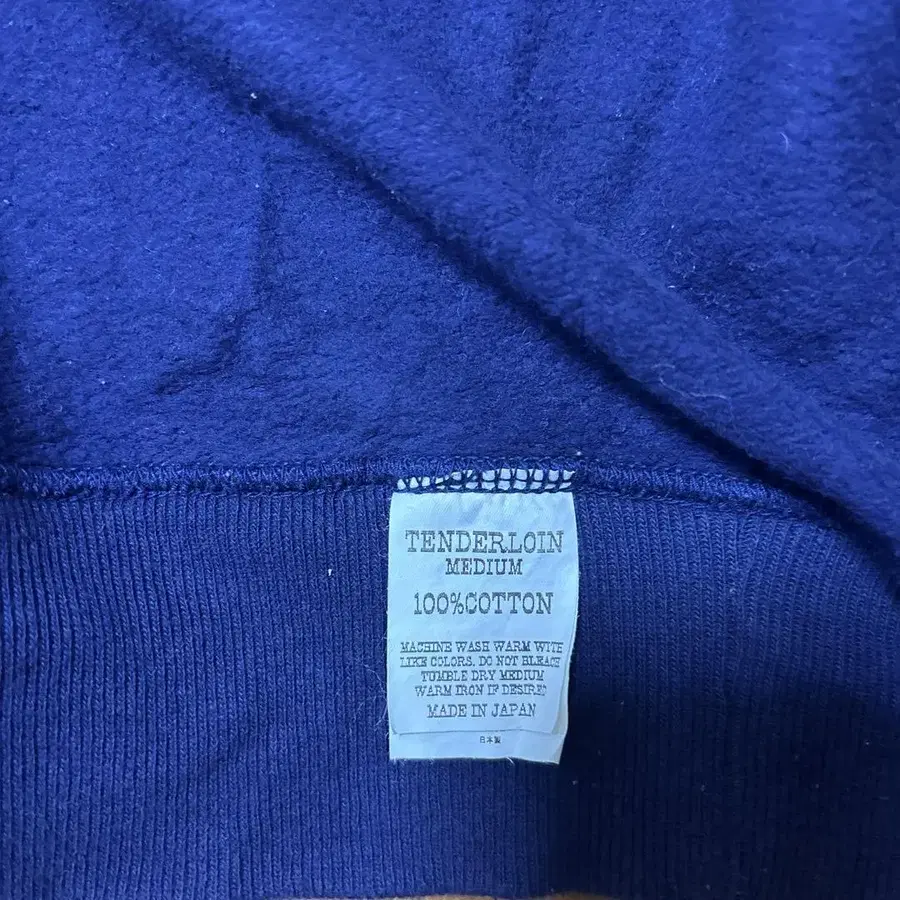 TENDERLOIN
MEDIUM
100%COTTON
MACHINE WASH WARM WITH
LIKE COLORS. DO NOT BLEACH
TUMBLE DRY MEDIUM
WARM IRON IF DESIRED
MADE IN JAPAN
日本製